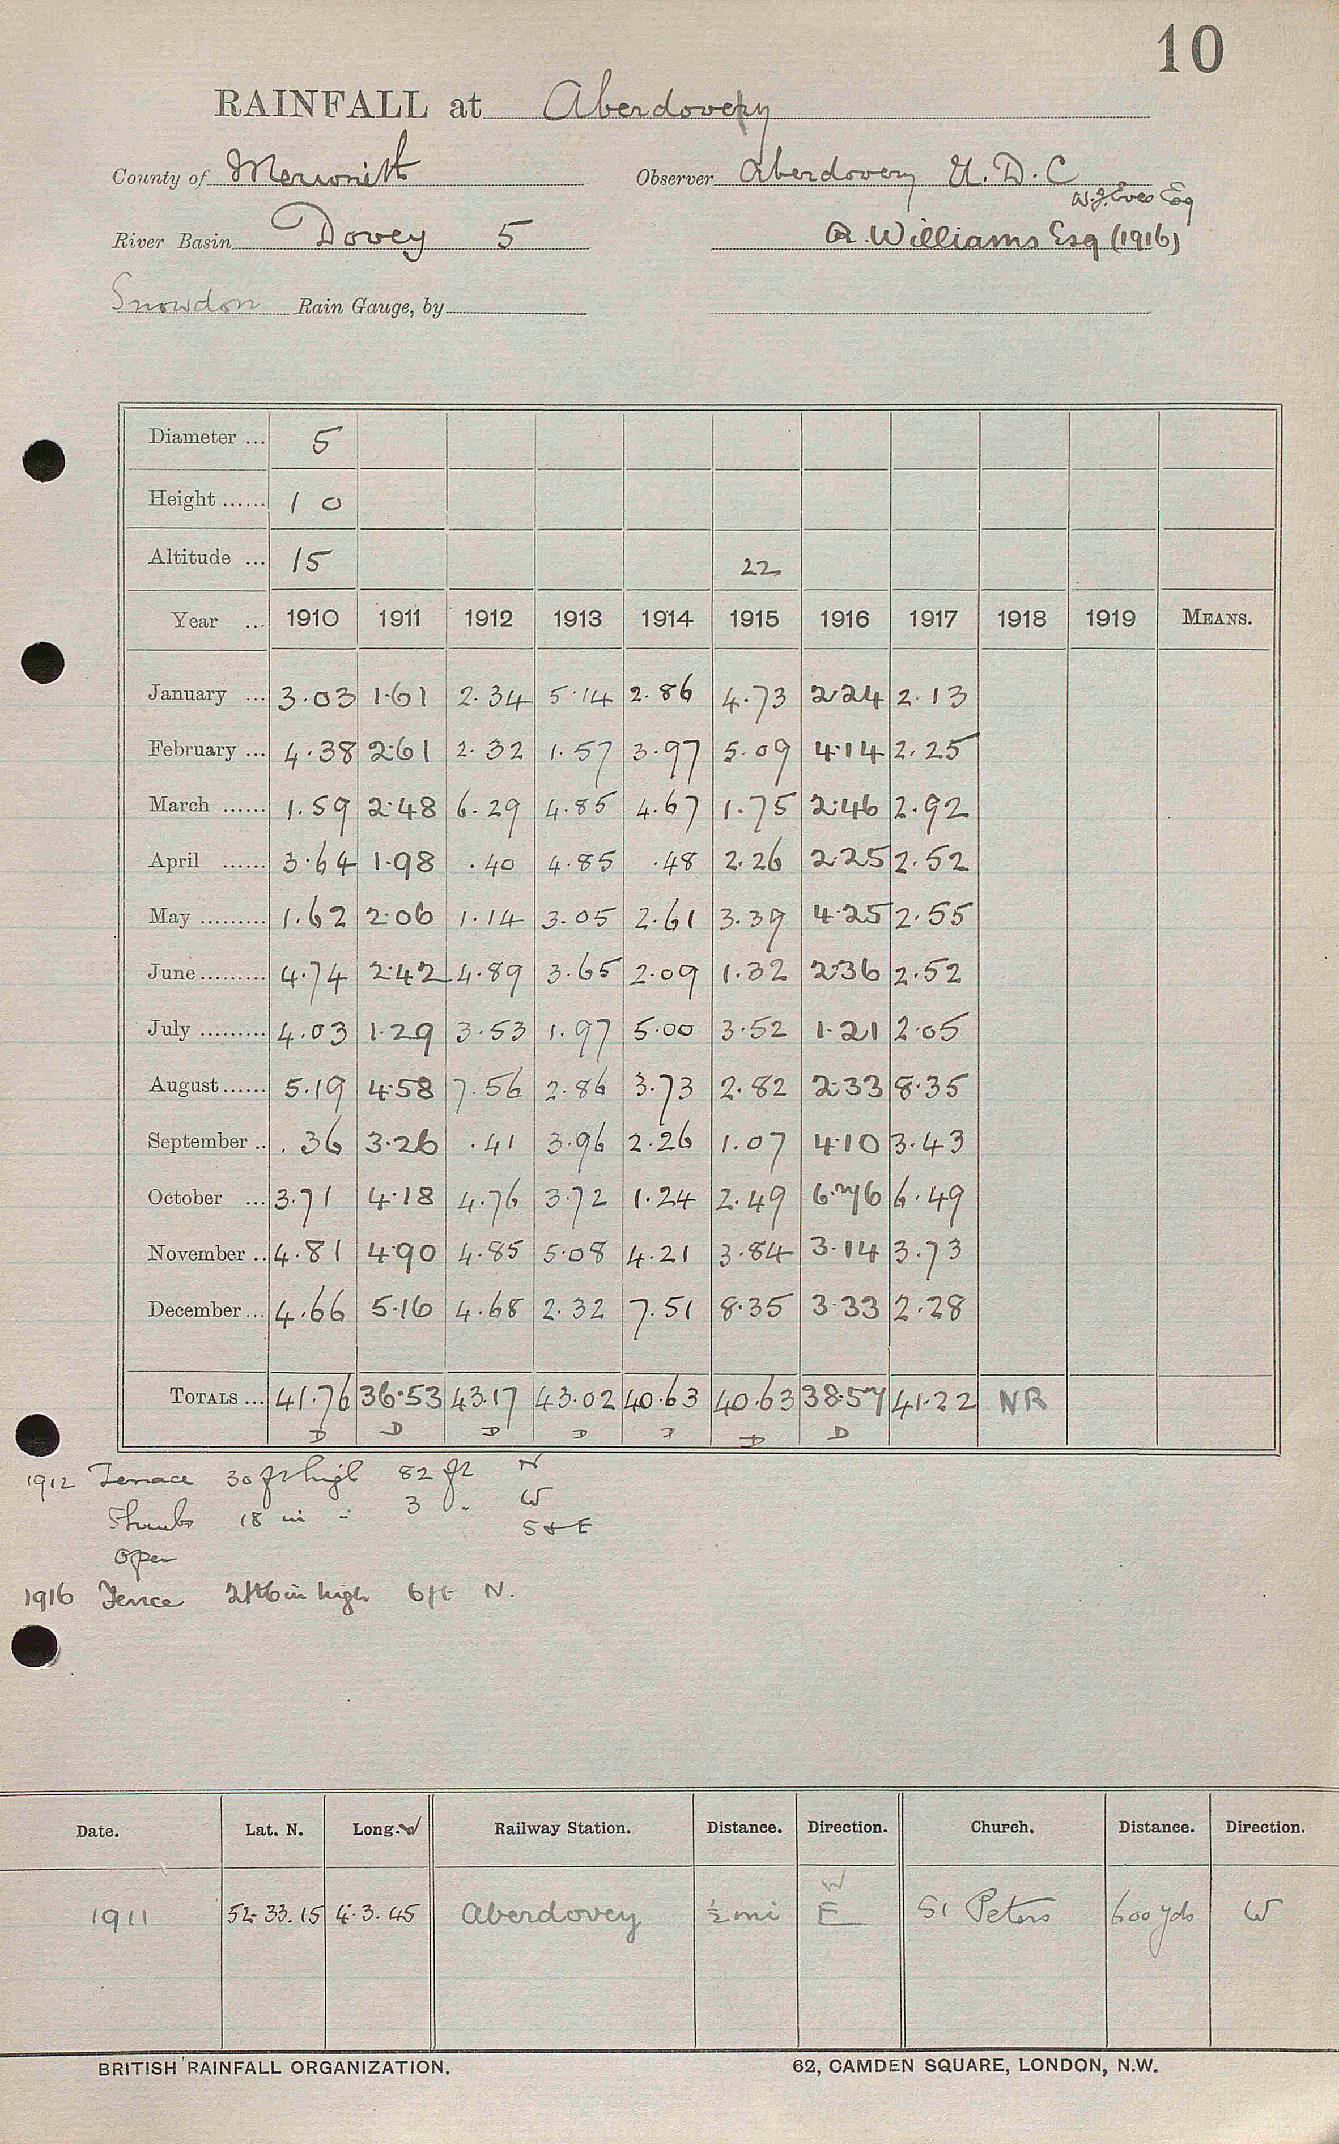 10
RAINFALL at Aberdovey
County of Merioneth Observer Aberdovery U.D.C
W.J. Eves Esq
River Basin Dovey 5 R. Williams Esq (1916)
Snowdon Rain Gauge, by
Diameter ... 5
Height ...... 10
Altitude ... 15 22
Year ... 1910 1911 1912 1913 1914 1915 1916 1917 1918 1919 MEANS.
January ... 3.03 1.61 2.34 5.14 2.86 4.73 2.24 2.13
February ... 4.38 2.61 2.32 1.57 3.97 5.09 4.14 2.25
March ...... 1.59 2.48 6.29 4.85 4.67 1.75 2.46 2.92
April ...... 3.64 1.98 .40 4.85 .48 2.26 2.25 2.52
May ......... 1.62 2.06 1.14 3.05 2.61 3.39 4.25 2.55
June ......... 4.74 2.42 4.89 3.65 2.09 1.32 2.36 2.52
July ......... 4.03 1.29 3.53 1.97 5.00 3.52 1.21 2.05
August ...... 5.19 4.58 7.56 2.86 3.73 2.82 2.33 8.35
September .. .36 3.26 .41 3.96 2.26 1.07 4.10 3.43
October ... 3.71 4.18 4.76 3.72 1.24 2.49 6.76 6.49
November .. 4.81 4.90 4.85 5.08 4.21 3.84 3.14 3.73
December ... 4.66 5.16 4.68 2.32 7.51 8.35 3.33 2.28
TOTALS ... 41.76 36.53 43.17 43.02 40.63 40.63 38.57 41.22 NR
D D D D D D D
1912 Terrace 30 ft high 82 ft N
Shrubs 18 in " 3 " W
Open S & E
1916 Fence 2ft6in high 6ft N.
Date. Lat. N. Long. W Railway Station. Distance. Direction. Church. Distance. Direction.
W
1911 52.33.15 4.3.45 Aberdovey ½ mi E St Peters 600 yds W
BRITISH RAINFALL ORGANIZATION. 62, CAMDEN SQUARE, LONDON, N.W.